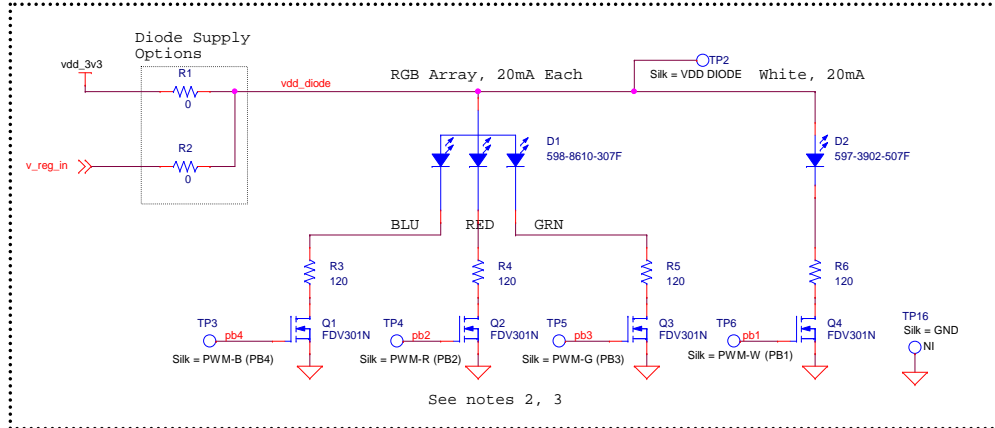 Diode Supply
Options
vdd_3v3
R1
0
vdd_diode
RGB Array, 20mA Each
TP2
Silk = VDD DIODE
White, 20mA
v_reg_in
R2
0
D1
598-8610-307F
D2
597-3902-507F
BLU
RED
GRN
R3
120
R4
120
R5
120
R6
120
TP3
pb4
Q1
FDV301N
Silk = PWM-B (PB4)
TP4
pb2
Q2
FDV301N
Silk = PWM-R (PB2)
TP5
pb3
Q3
FDV301N
Silk = PWM-G (PB3)
TP6
pb1
Q4
FDV301N
Silk = PWM-W (PB1)
TP16
Silk = GND
NI
See notes 2, 3